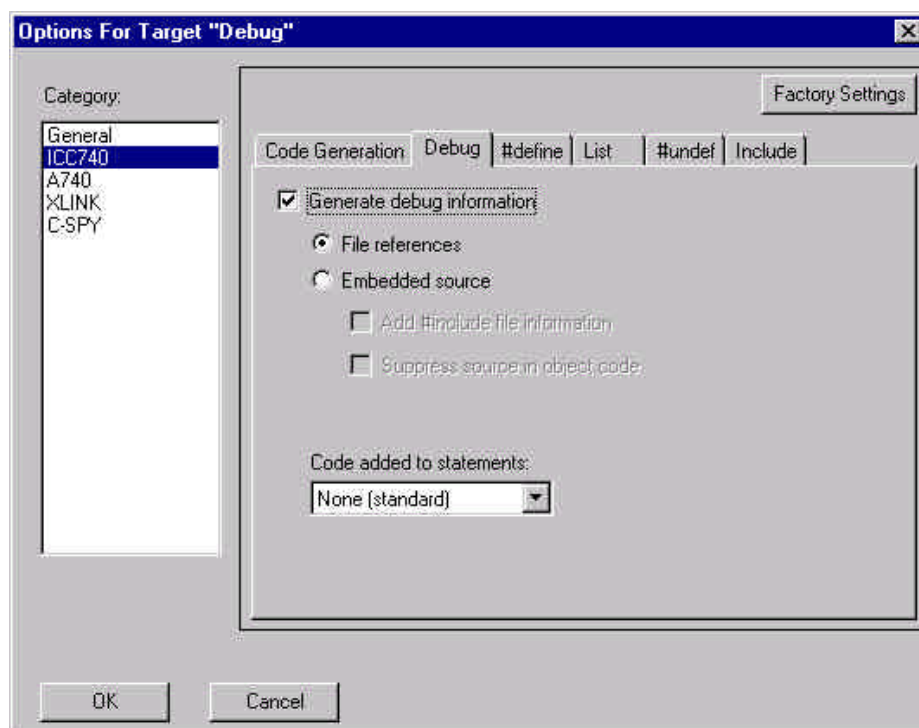 Options For Target "Debug"
Category:
Factory Settings
General
ICC740
A740
XLINK
C-SPY
Code Generation
Debug
#define
List
#undef
Include
Generate debug information
File references
Embedded source
Add #include file information
Suppress source in object code
Code added to statements:
None (standard)
OK
Cancel